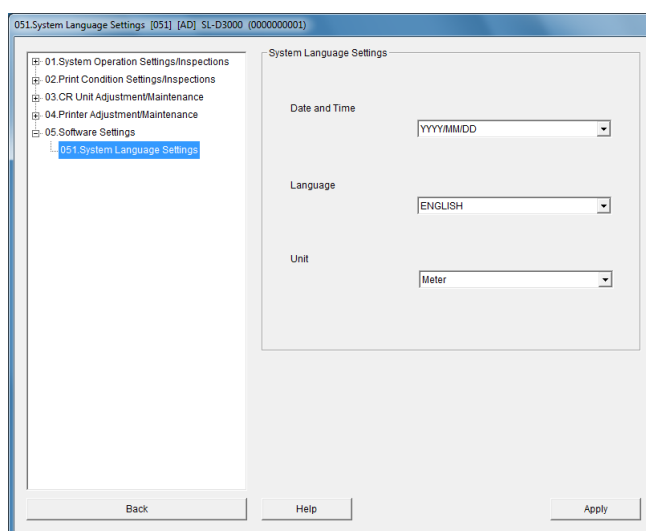 051.System Language Settings [051] [AD] SL-D3000 (0000000001)
01.System Operation Settings/Inspections
02.Print Condition Settings/Inspections
03.CR Unit Adjustment/Maintenance
04.Printer Adjustment/Maintenance
05.Software Settings
051.System Language Settings
System Language Settings
Date and Time
YYYY/MM/DD
Language
ENGLISH
Unit
Meter
Back
Help
Apply